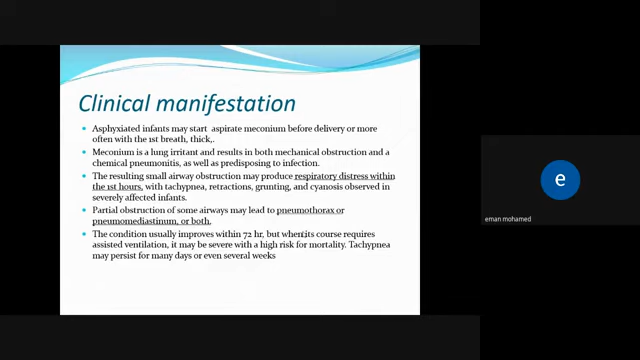 Clinical manifestation
Asphyxiated infants may start aspirate meconium before delivery or more
often with the 1st breath, thick,.
Meconium is a lung irritant and results in both mechanical obstruction and a
chemical pneumonitis, as well as predisposing to infection.
The resulting small airway obstruction may produce respiratory distress within
the 1st hours, with tachypnea, retractions, grunting, and cyanosis observed in
severely affected infants.
Partial obstruction of some airways may lead to pneumothorax or
pneumomediastinum, or both.
The condition usually improves within 72 hr, but when its course requires
assisted ventilation, it may be severe with a high risk for mortality. Tachypnea
may persist for many days or even several weeks
e
eman mohamed